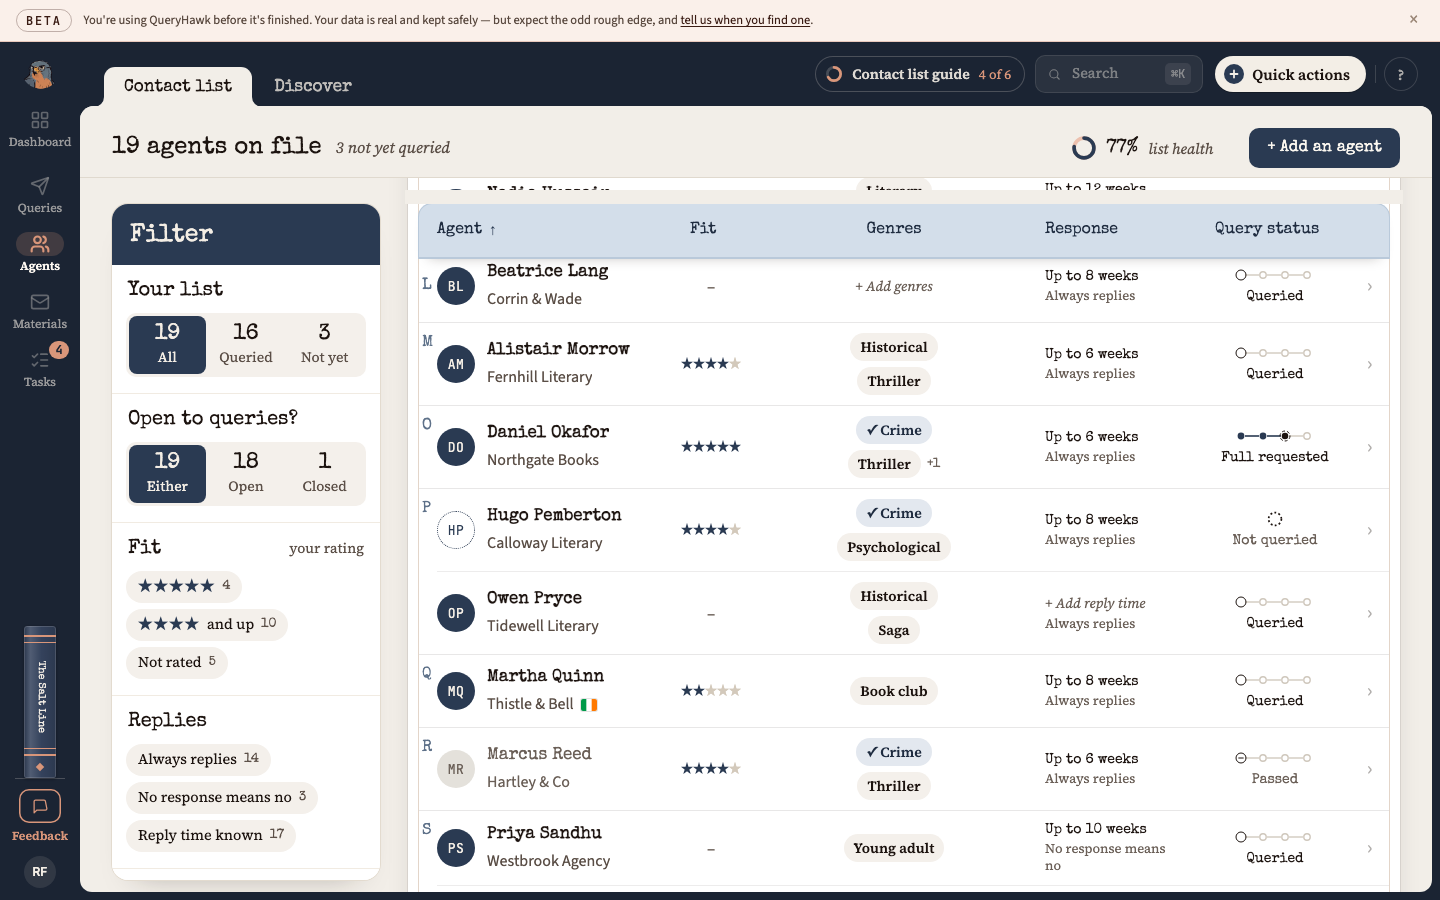 BETA You're using QueryHawk before it's finished. Your data is real and kept safely — but expect the odd rough edge, and tell us when you find one. ×
Contact list
Discover
Contact list guide 4 of 6
Search ⌘K
+ Quick actions
?
Dashboard
Queries
Agents
Materials
4
Tasks
The Salt Line
Feedback
RF
19 agents on file 3 not yet queried
77% list health
+ Add an agent
Filter
Your list
19 16 3
All Queried Not yet
Open to queries?
19 18 1
Either Open Closed
Fit your rating
★★★★★ 4
★★★★ and up 10
Not rated 5
Replies
Always replies 14
No response means no 3
Reply time known 17
Nadia Hussain Literary Up to 12 weeks
Agent ↑ Fit Genres Response Query status
L
BL Beatrice Lang
Corrin & Wade
–
+ Add genres
Up to 8 weeks
Always replies
Queried
M
AM Alistair Morrow
Fernhill Literary
★★★★★
Historical
Thriller
Up to 6 weeks
Always replies
Queried
O
DO Daniel Okafor
Northgate Books
★★★★★
✓ Crime
Thriller +1
Up to 6 weeks
Always replies
Full requested
P
HP Hugo Pemberton
Calloway Literary
★★★★★
✓ Crime
Psychological
Up to 8 weeks
Always replies
Not queried
OP Owen Pryce
Tidewell Literary
–
Historical
Saga
+ Add reply time
Always replies
Queried
Q
MQ Martha Quinn
Thistle & Bell
★★★★★
Book club
Up to 8 weeks
Always replies
Queried
R
MR Marcus Reed
Hartley & Co
★★★★★
✓ Crime
Thriller
Up to 6 weeks
Always replies
Passed
S
PS Priya Sandhu
Westbrook Agency
–
Young adult
Up to 10 weeks
No response means
no
Queried